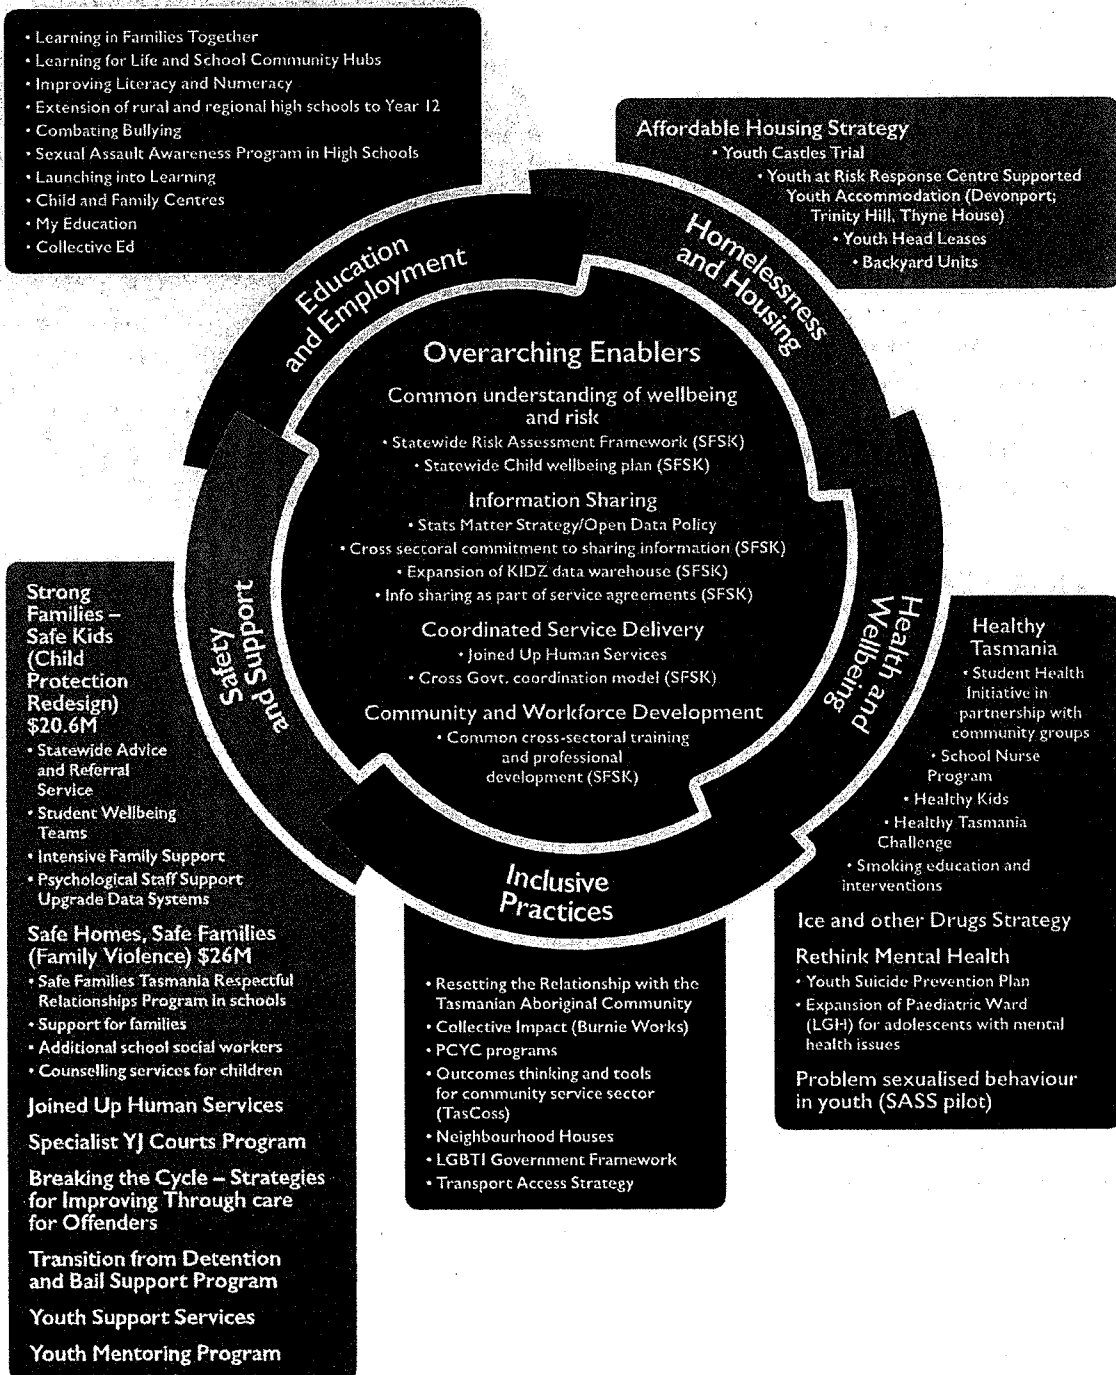 • Learning in Families Together
• Learning for Life and School Community Hubs
• Improving Literacy and Numeracy
• Extension of rural and regional high schools to Year 12
• Combating Bullying
• Sexual Assault Awareness Program in High Schools
• Launching into Learning
• Child and Family Centres
• My Education
• Collective Ed
Affordable Housing Strategy
• Youth Castles Trial
• Youth at Risk Response Centre Supported
Youth Accommodation (Devonport;
Trinity Hill, Thyne House)
• Youth Head Leases
• Backyard Units
Education
and Employment
Homelessness
and Housing
Overarching Enablers
Common understanding of wellbeing
and risk
• Statewide Risk Assessment Framework (SFSK)
• Statewide Child wellbeing plan (SFSK)
Information Sharing
• Stats Matter Strategy/Open Data Policy
• Cross sectoral commitment to sharing information (SFSK)
• Expansion of KIDZ data warehouse (SFSK)
• Info sharing as part of service agreements (SFSK)
Coordinated Service Delivery
• Joined Up Human Services
• Cross Govt. coordination model (SFSK)
Community and Workforce Development
• Common cross-sectoral training
and professional
development (SFSK)
Safety
and Support
Health and
Wellbeing
Inclusive
Practices
Strong
Families –
Safe Kids
(Child
Protection
Redesign)
$20.6M
• Statewide Advice
and Referral
Service
• Student Wellbeing
Teams
• Intensive Family Support
• Psychological Staff Support
Upgrade Data Systems
Safe Homes, Safe Families
(Family Violence) $26M
• Safe Families Tasmania Respectful
Relationships Program in schools
• Support for families
• Additional school social workers
• Counselling services for children
Joined Up Human Services
Specialist YJ Courts Program
Breaking the Cycle – Strategies
for Improving Through care
for Offenders
Transition from Detention
and Bail Support Program
Youth Support Services
Youth Mentoring Program
• Resetting the Relationship with the
Tasmanian Aboriginal Community
• Collective Impact (Burnie Works)
• PCYC programs
• Outcomes thinking and tools
for community service sector
(TasCoss)
• Neighbourhood Houses
• LGBTI Government Framework
• Transport Access Strategy
Healthy
Tasmania
• Student Health
Initiative in
partnership with
community groups
• School Nurse
Program
• Healthy Kids
• Healthy Tasmania
Challenge
• Smoking education and
interventions
Ice and other Drugs Strategy
Rethink Mental Health
• Youth Suicide Prevention Plan
• Expansion of Paediatric Ward
(LGH) for adolescents with mental
health issues
Problem sexualised behaviour
in youth (SASS pilot)